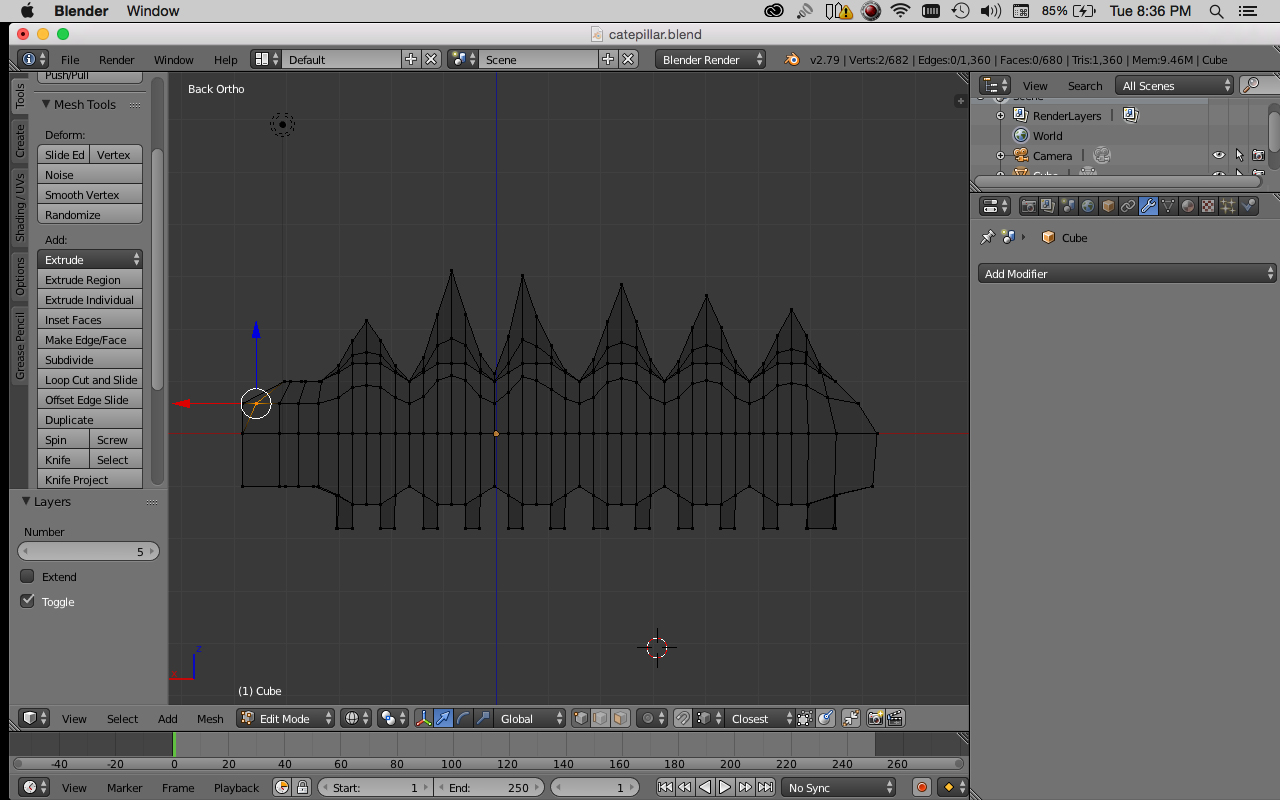 Blender Window 85% Tue 8:36 PM
catepillar.blend
File Render Window Help Default Scene Blender Render v2.79 | Verts:2/682 | Edges:0/1,360 | Faces:0/680 | Tris:1,360 | Mem:9.46M | Cube
Push/Pull
Mesh Tools
Deform:
Slide Ed Vertex
Noise
Smooth Vertex
Randomize
Add:
Extrude
Extrude Region
Extrude Individual
Inset Faces
Make Edge/Face
Subdivide
Loop Cut and Slide
Offset Edge Slide
Duplicate
Spin Screw
Knife Select
Knife Project
Tools
Create
Shading / UVs
Options
Grease Pencil
Layers
Number
5
Extend
Toggle
Back Ortho
z
(1) Cube
View Search All Scenes
Scene
RenderLayers
World
Camera
Cube
Cube
Add Modifier
View Select Add Mesh Edit Mode Global Closest
-40 -20 0 20 40 60 80 100 120 140 160 180 200 220 240 260
View Marker Frame Playback Start: 1 End: 250 1 No Sync